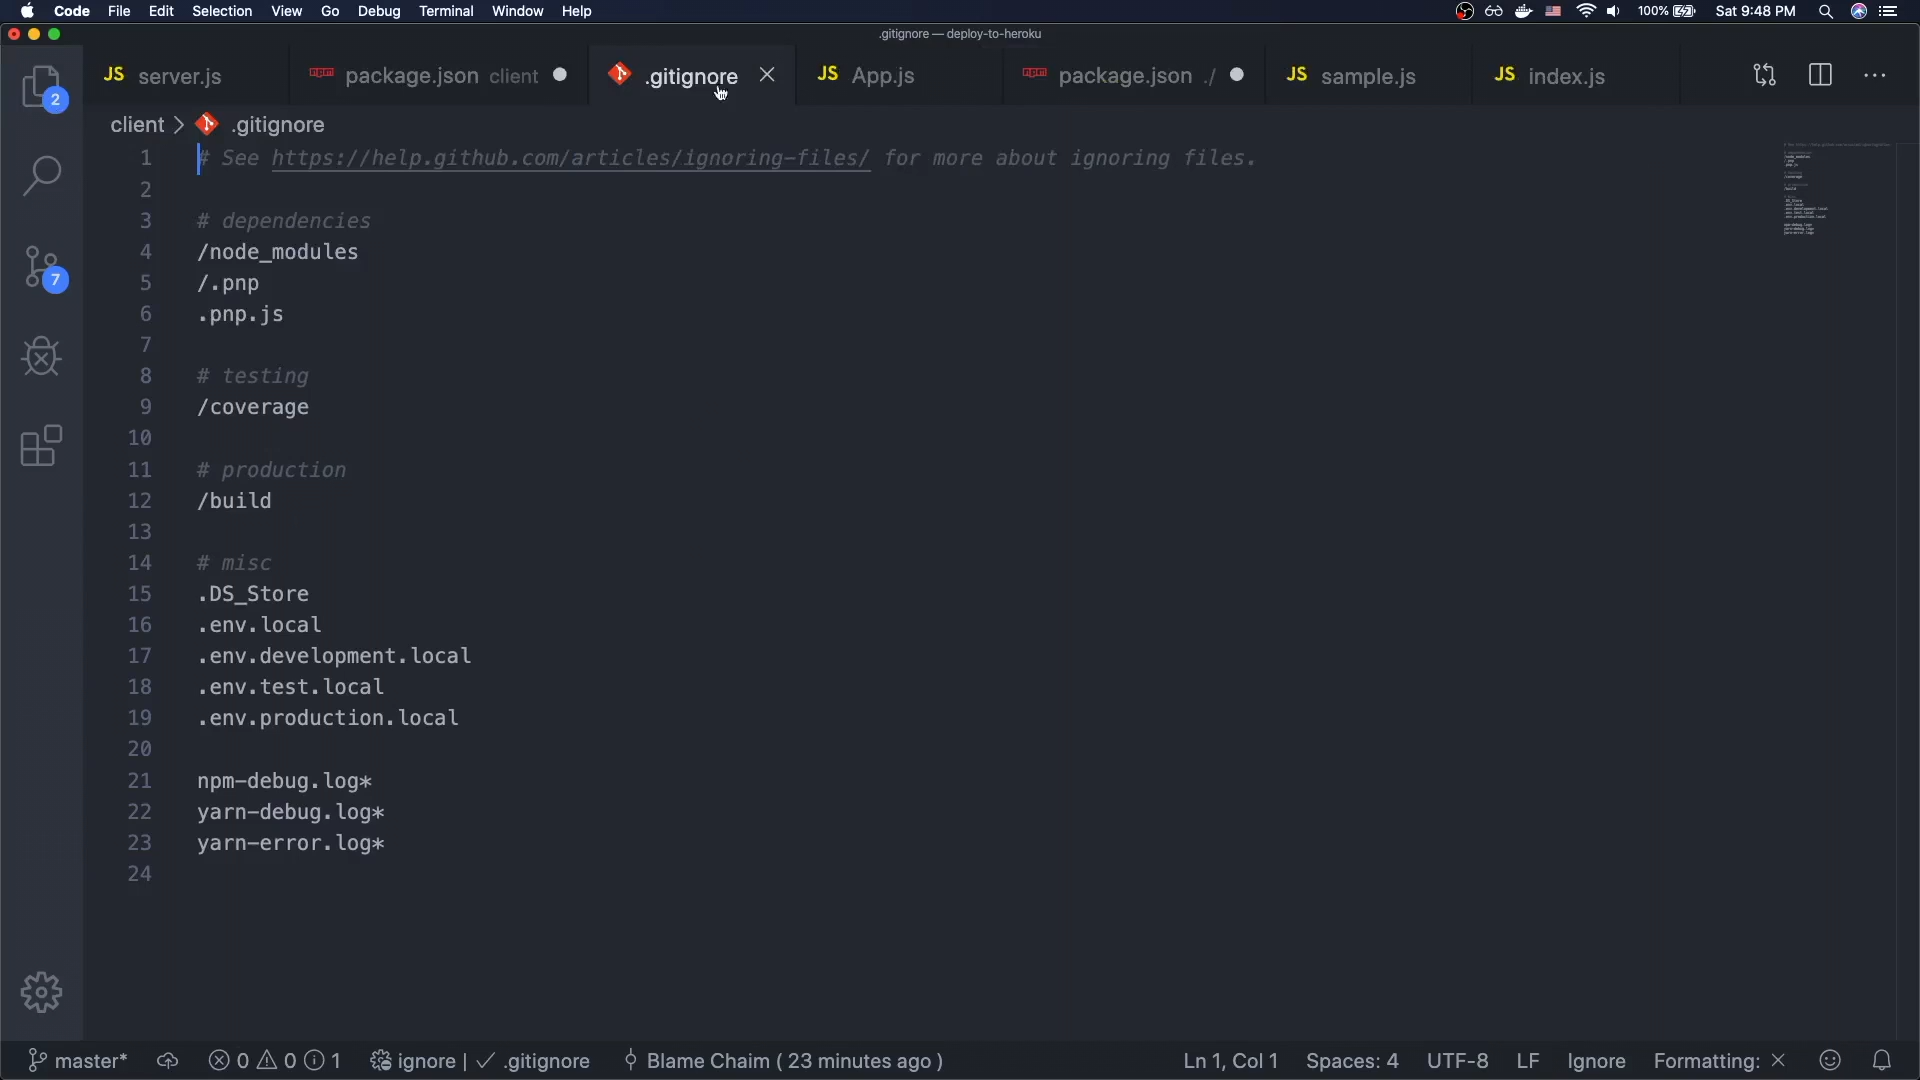 Code File Edit Selection View Go Debug Terminal Window Help 100% Sat 9:48 PM
.gitignore — deploy-to-heroku
JS server.js package.json client .gitignore JS App.js package.json ./ JS sample.js JS index.js
2
7
client > .gitignore
1 # See https://help.github.com/articles/ignoring-files/ for more about ignoring files.
2
3 # dependencies
4 /node_modules
5 /.pnp
6 .pnp.js
7
8 # testing
9 /coverage
10
11 # production
12 /build
13
14 # misc
15 .DS_Store
16 .env.local
17 .env.development.local
18 .env.test.local
19 .env.production.local
20
21 npm-debug.log*
22 yarn-debug.log*
23 yarn-error.log*
24
master* 0 0 1 ignore | ✓ .gitignore Blame Chaim ( 23 minutes ago ) Ln 1, Col 1 Spaces: 4 UTF-8 LF Ignore Formatting: ×